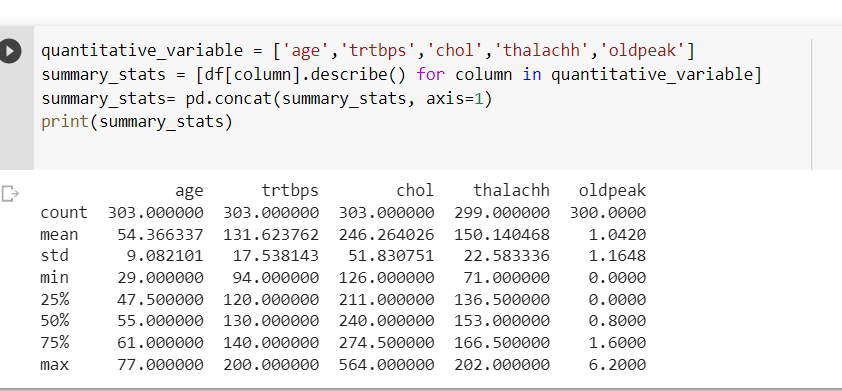 quantitative_variable = ['age','trtbps','chol','thalachh','oldpeak']
summary_stats = [df[column].describe() for column in quantitative_variable]
summary_stats= pd.concat(summary_stats, axis=1)
print(summary_stats)
age trtbps chol thalachh oldpeak
count 303.000000 303.000000 303.000000 299.000000 300.0000
mean 54.366337 131.623762 246.264026 150.140468 1.0420
std 9.082101 17.538143 51.830751 22.583336 1.1648
min 29.000000 94.000000 126.000000 71.000000 0.0000
25% 47.500000 120.000000 211.000000 136.500000 0.0000
50% 55.000000 130.000000 240.000000 153.000000 0.8000
75% 61.000000 140.000000 274.500000 166.500000 1.6000
max 77.000000 200.000000 564.000000 202.000000 6.2000